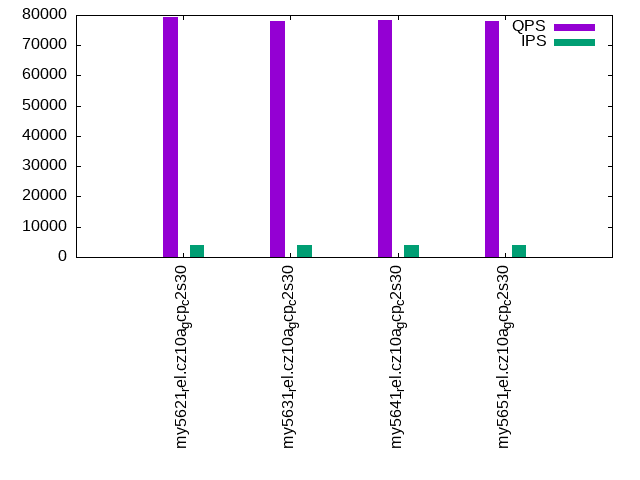 80000
70000
60000
50000
40000
30000
20000
10000
0
QPS
IPS
my5621rel.cz10agcpc2s30
my5631rel.cz10agcpc2s30
my5641rel.cz10agcpc2s30
my5651rel.cz10agcpc2s30